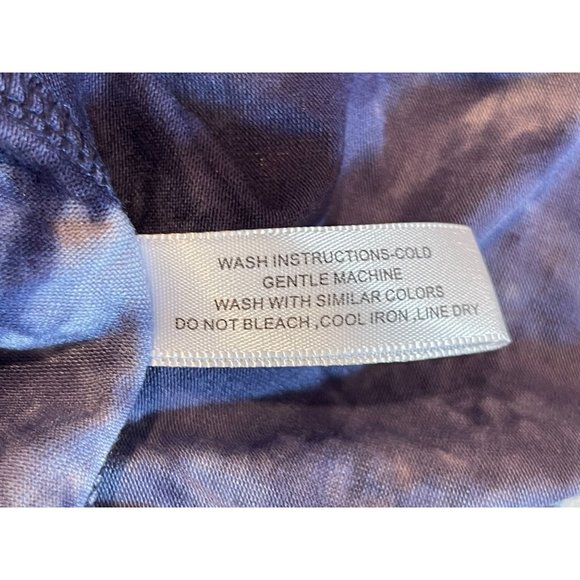 WASH INSTRUCTIONS-COLD
GENTLE MACHINE
WASH WITH SIMILAR COLORS
DO NOT BLEACH ,COOL IRON ,LINE DRY